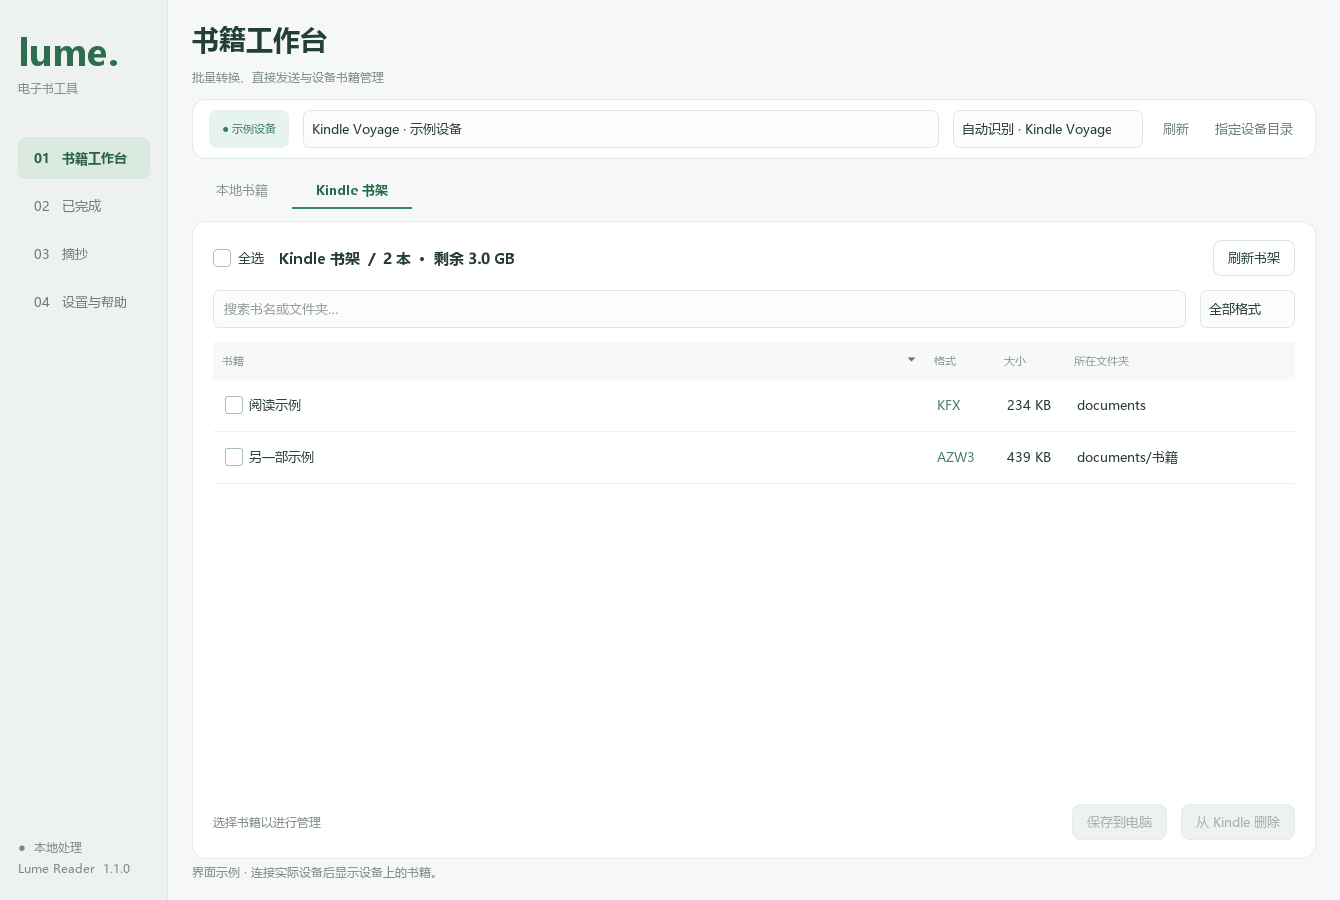 lume.
电子书工具
01 书籍工作台
02 已完成
03 摘抄
04 设置与帮助
● 本地处理
Lume Reader 1.1.0
书籍工作台
批量转换、直接发送与设备书籍管理
● 示例设备
Kindle Voyage · 示例设备
自动识别 · Kindle Voyage
刷新
指定设备目录
本地书籍
Kindle 书架
全选
Kindle 书架 / 2 本 · 剩余 3.0 GB
刷新书架
搜索书名或文件夹...
全部格式
书籍 格式 大小 所在文件夹
阅读示例 KFX 234 KB documents
另一部示例 AZW3 439 KB documents/书籍
选择书籍以进行管理
保存到电脑
从 Kindle 删除
界面示例 · 连接实际设备后显示设备上的书籍。